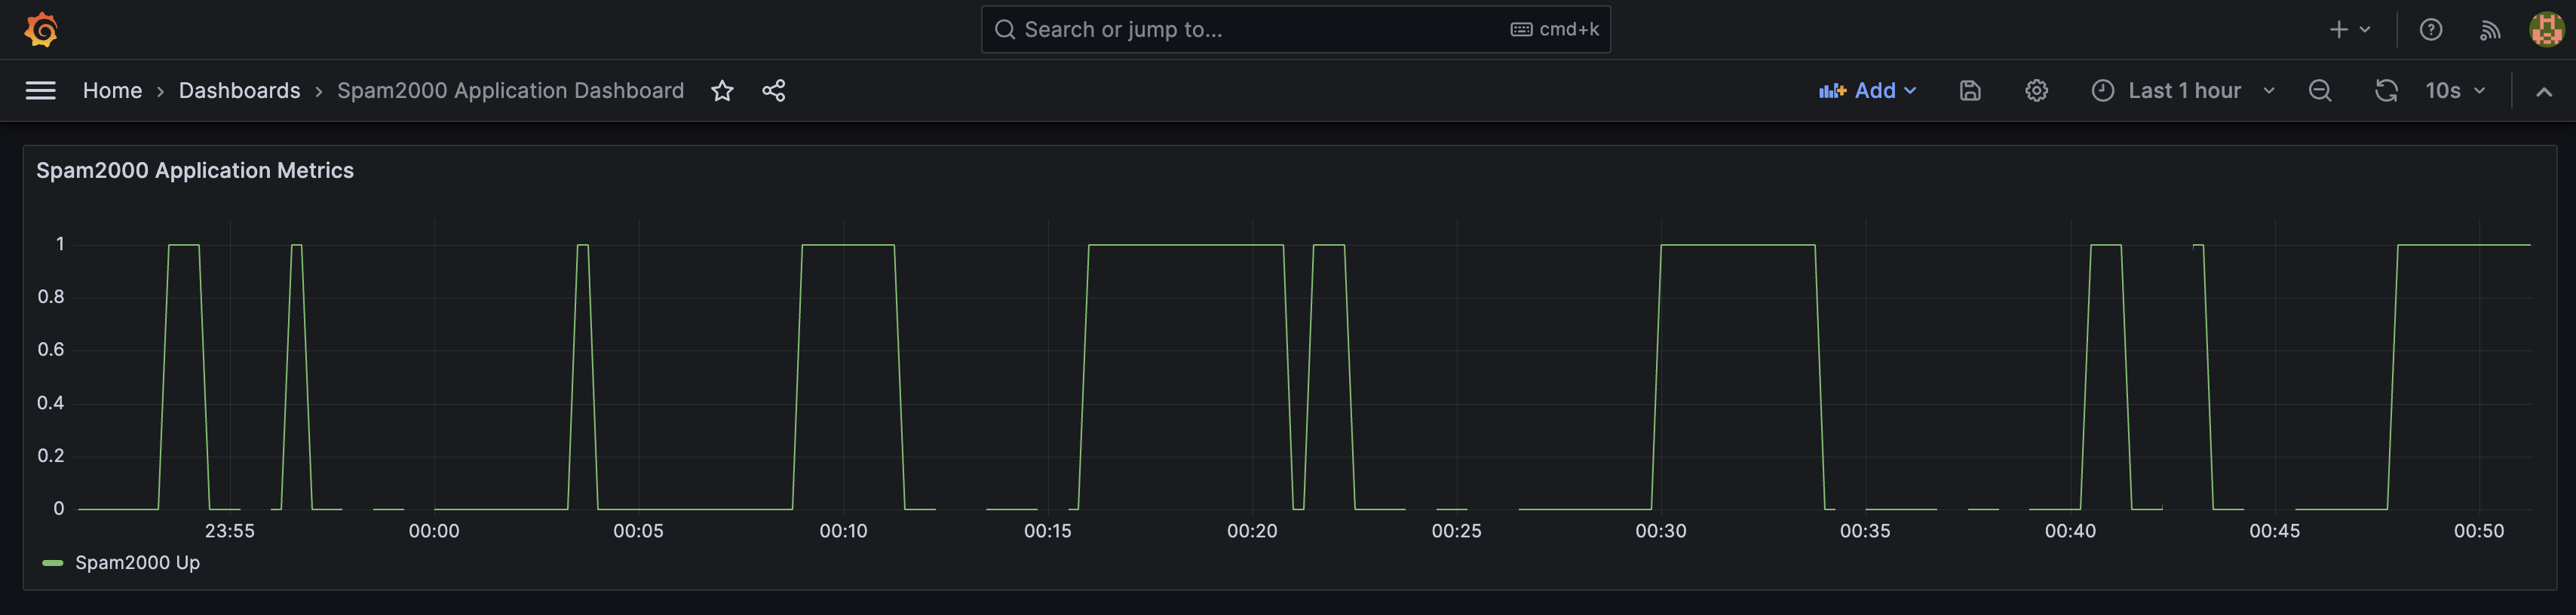 Search or jump to... cmd+k
Home › Dashboards › Spam2000 Application Dashboard Add Last 1 hour 10s
Spam2000 Application Metrics
1
0.8
0.6
0.4
0.2
0
23:55 00:00 00:05 00:10 00:15 00:20 00:25 00:30 00:35 00:40 00:45 00:50
Spam2000 Up